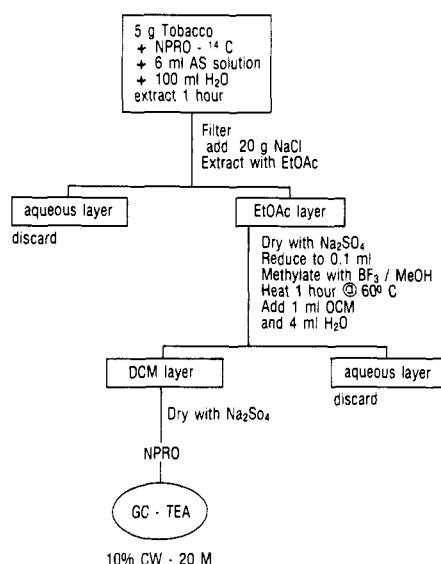 5 g Tobacco
+ NPRO - ¹⁴ C
+ 6 ml AS solution
+ 100 ml H₂O
extract 1 hour
Filter
add 20 g NaCl
Extract with EtOAc
aqueous layer
discard
EtOAc layer
Dry with Na₂SO₄
Reduce to 0.1 ml
Methylate with BF₃ / MeOH
Heat 1 hour @ 60º C
Add 1 ml OCM
and 4 ml H₂O
DCM layer
aqueous layer
discard
Dry with Na₂So₄
NPRO
GC - TEA
10% CW - 20 M